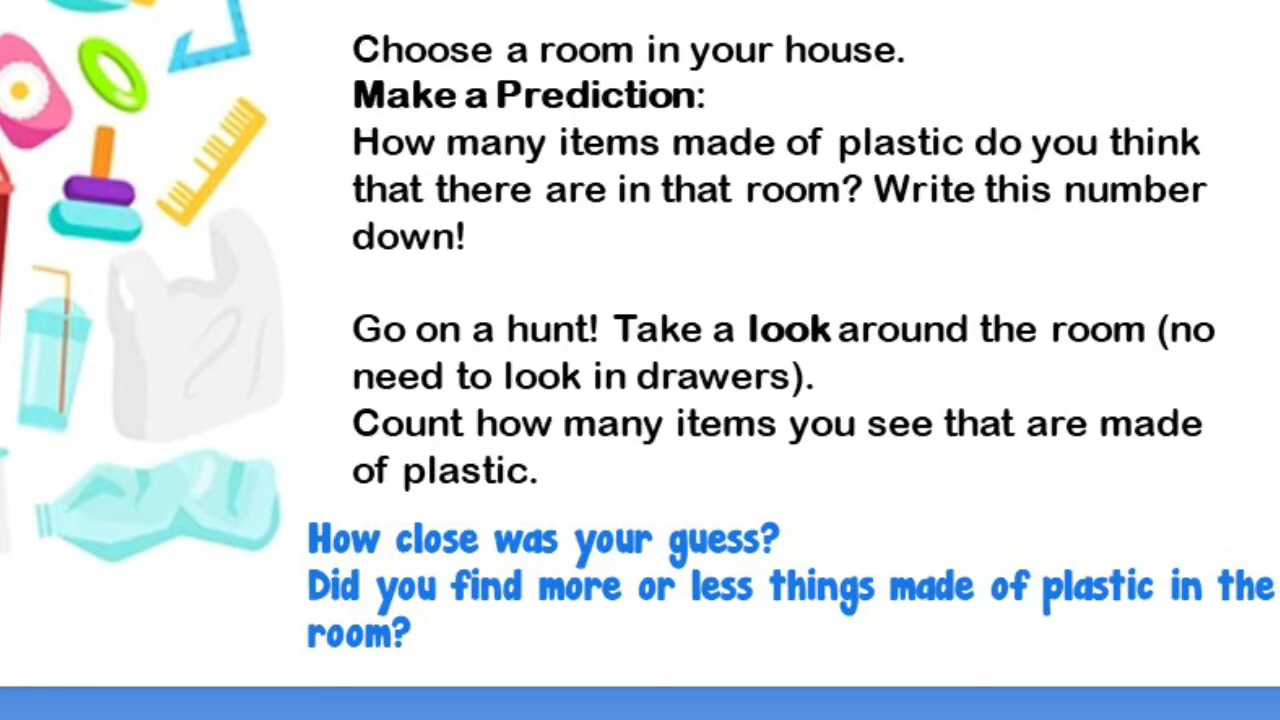 Choose a room in your house.
Make a Prediction:
How many items made of plastic do you think
that there are in that room? Write this number
down!
Go on a hunt! Take a look around the room (no
need to look in drawers).
Count how many items you see that are made
of plastic.
How close was your guess?
Did you find more or less things made of plastic in the
room?